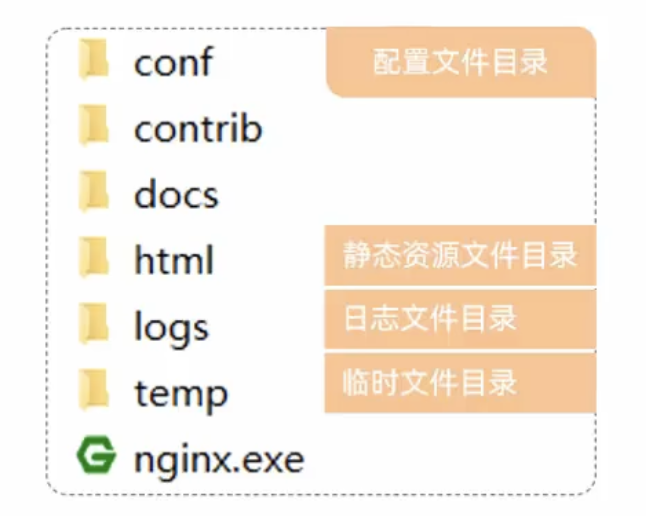 conf 配置文件目录
contrib
docs
html 静态资源文件目录
logs 日志文件目录
temp 临时文件目录
nginx.exe